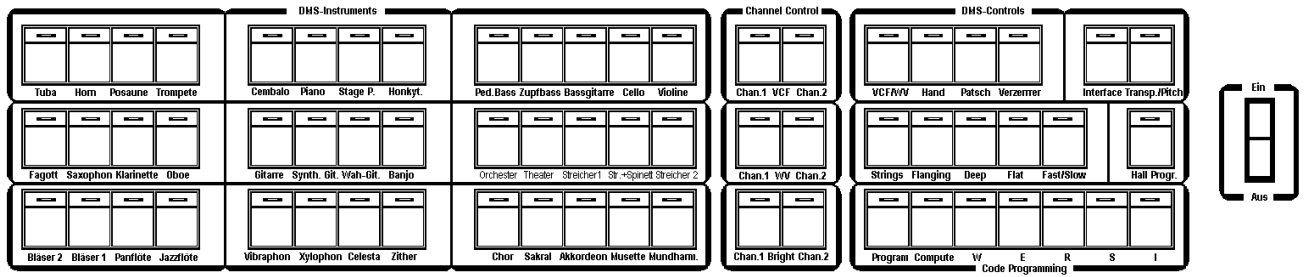 DMS-Instruments Channel Control DMS-Controls
Tuba Horn Posaune Trompete Cembalo Piano Stage P. Honkyt. Ped.Bass Zupfbass Bassgitarre Cello Violine Chan.1 VCF Chan.2 VCF/WV Hand Patsch Verzerrer Interface Transp./Pitch Ein
Fagott Saxophon Klarinette Oboe Gitarre Synth. Git. Wah-Git. Banjo Orchester Theater Streicher1 Str.+Spinett Streicher 2 Chan.1 WV Chan.2 Strings Flanging Deep Flat Fast/Slow Hall Progr.
Aus
Bläser 2 Bläser 1 Panflöte Jazzflöte Vibraphon Xylophon Celesta Zither Chor Sakral Akkordeon Musette Mundharm. Chan.1 Bright Chan.2 Program Compute W E R S I
Code Programming